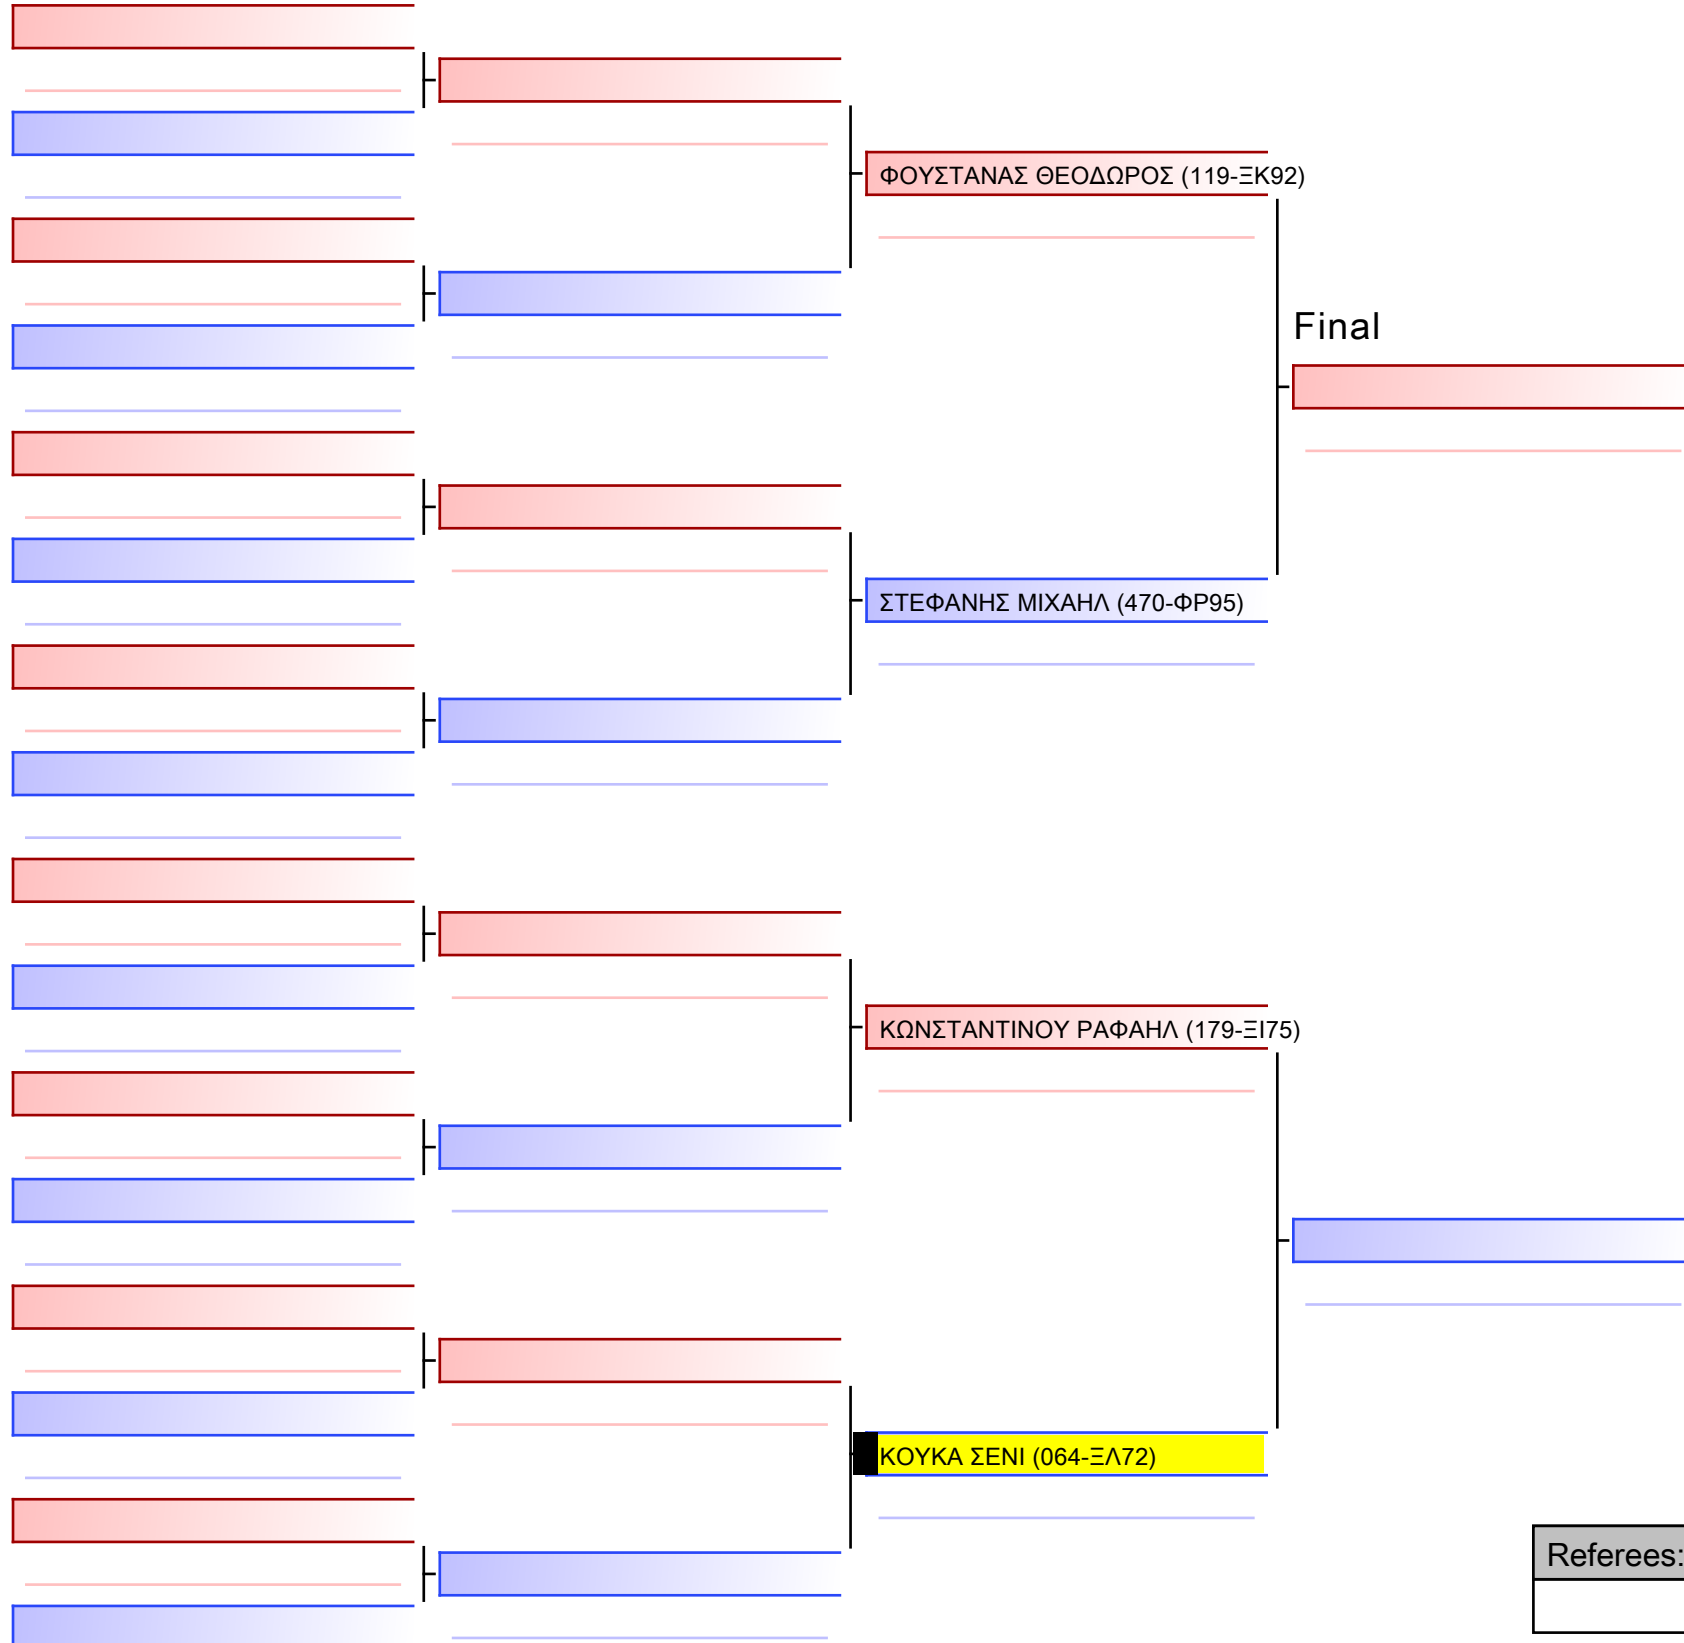 ΦΟΥΣΤΑΝΑΣ ΘΕΟΔΩΡΟΣ (119-ΞΚ92)
Final
ΣΤΕΦΑΝΗΣ ΜΙΧΑΗΛ (470-ΦΡ95)
ΚΩΝΣΤΑΝΤΙΝΟΥ ΡΑΦΑΗΛ (179-ΞΙ75)
ΚΟΥΚΑ ΣΕΝΙ (064-ΞΛ72)
Referees: